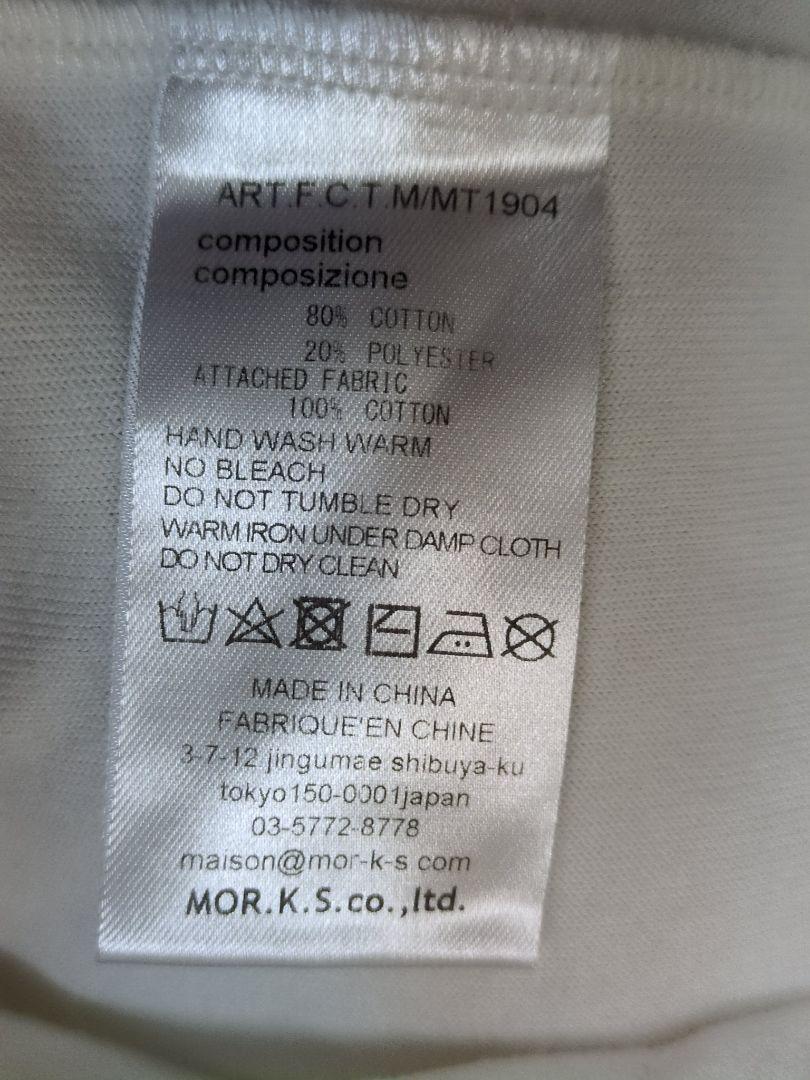 ART.F.C.T.M/MT1904
composition
composizione
80% COTTON
20% POLYESTER
ATTACHED FABRIC
100% COTTON
HAND WASH WARM
NO BLEACH
DO NOT TUMBLE DRY
WARM IRON UNDER DAMP CLOTH
DO NOT DRY CLEAN
MADE IN CHINA
FABRIQUE'EN CHINE
3-7-12 jingumae shibuya-ku
tokyo150-0001japan
03-5772-8778
maison@mor-k-s com
MOR.K.S.co.,ltd.